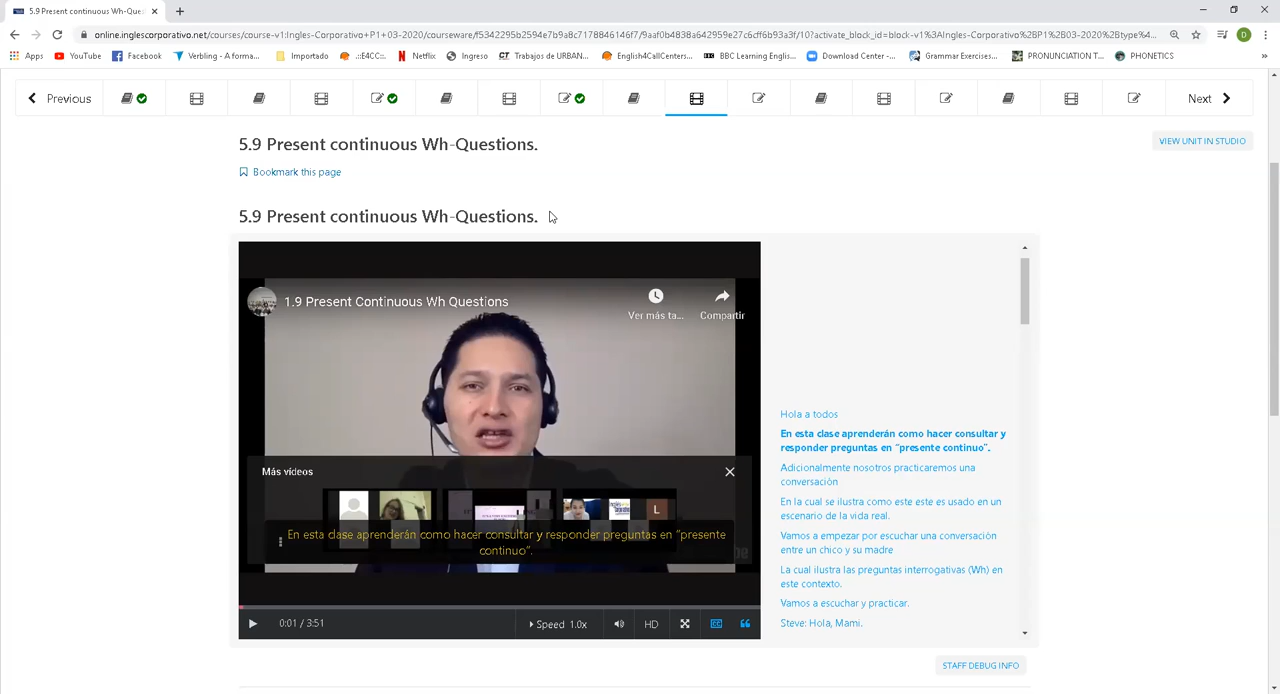 5.9 Present continuous Wh-Ques
online.inglescorporativo.net/courses/course-v1:Ingles-Corporativo+P1+03-2020/courseware/f5342295b2594e7b9a8c7178846146f7/9aaf0b4838a642959e27c6cff6b93a3f/10?activate_block_id=block-v1%3AIngles-Corporativo%2BP1%2B03-2020%2Btype%4...
Apps YouTube Facebook Verbling - A forma... Importado .::E4CC::. Netflix Ingreso Trabajos de URBAN... English4CallCenters... BBC Learning Englis... Download Center -... Grammar Exercises... PRONUNCIATION T... PHONETICS
Previous Next
5.9 Present continuous Wh-Questions.
VIEW UNIT IN STUDIO
Bookmark this page
5.9 Present continuous Wh-Questions.
1.9 Present Continuous Wh Questions
Ver más ta... Compartir
Más vídeos
L
En esta clase aprenderán como hacer consultar y responder preguntas en “presente
continuo”.
0:01 / 3:51 Speed 1.0x HD CC
Hola a todos
En esta clase aprenderán como hacer consultar y
responder preguntas en “presente continuo”.
Adicionalmente nosotros practicaremos una
conversación
En la cual se ilustra como este este es usado en un
escenario de la vida real.
Vamos a empezar por escuchar una conversación
entre un chico y su madre
La cual ilustra las preguntas interrogativas (Wh) en
este contexto.
Vamos a escuchar y practicar.
Steve: Hola, Mami.
STAFF DEBUG INFO